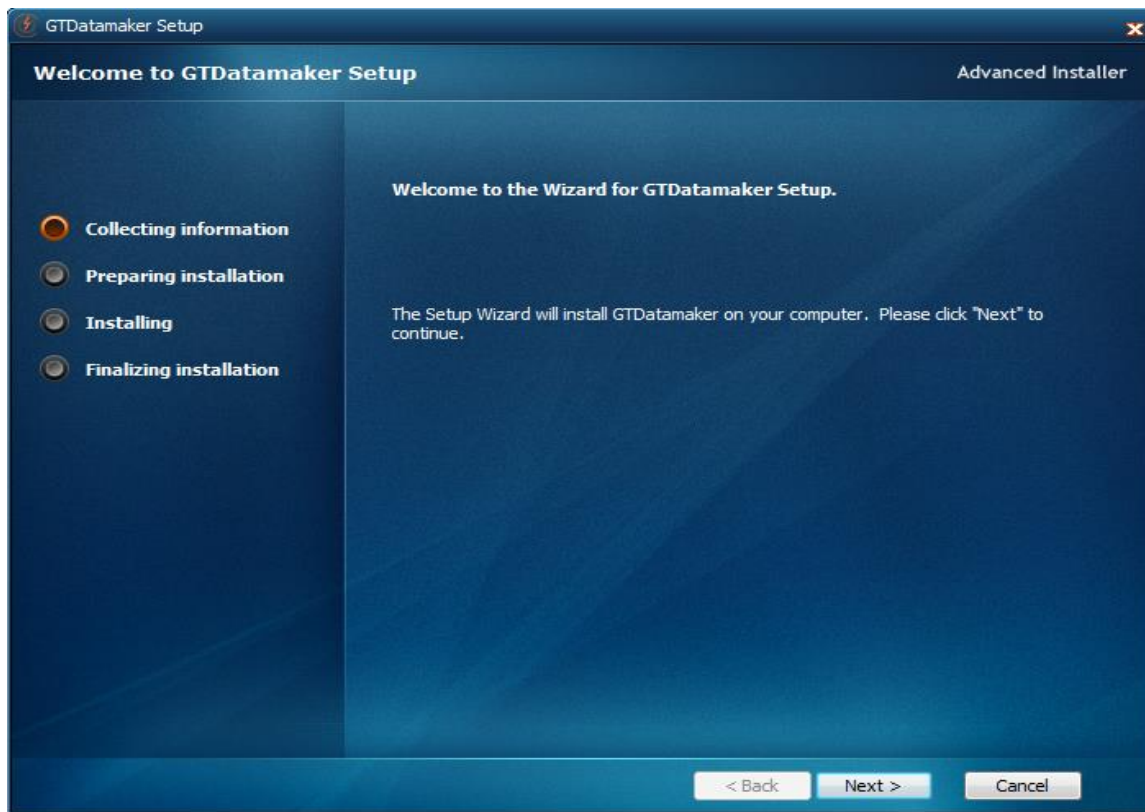 GTDatamaker Setup
Welcome to GTDatamaker Setup
Advanced Installer
Collecting information
Preparing installation
Installing
Finalizing installation
Welcome to the Wizard for GTDatamaker Setup.
The Setup Wizard will install GTDatamaker on your computer.  Please click "Next" to
continue.
< Back
Next >
Cancel